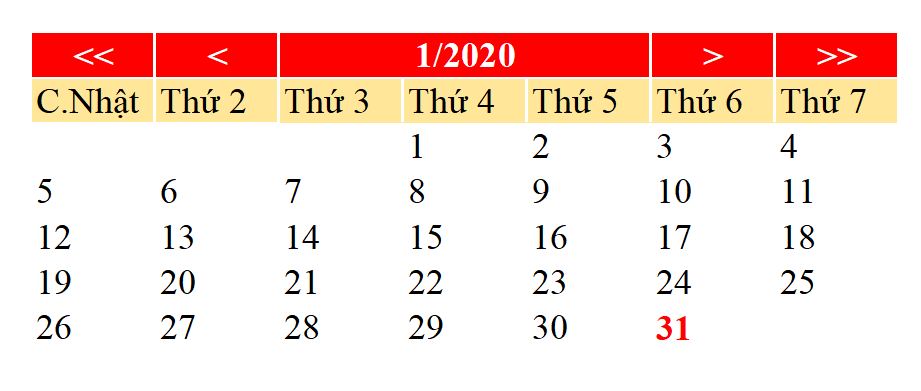 << < 1/2020 > >>
C.Nhật Thứ 2 Thứ 3 Thứ 4 Thứ 5 Thứ 6 Thứ 7
1 2 3 4
5 6 7 8 9 10 11
12 13 14 15 16 17 18
19 20 21 22 23 24 25
26 27 28 29 30 31